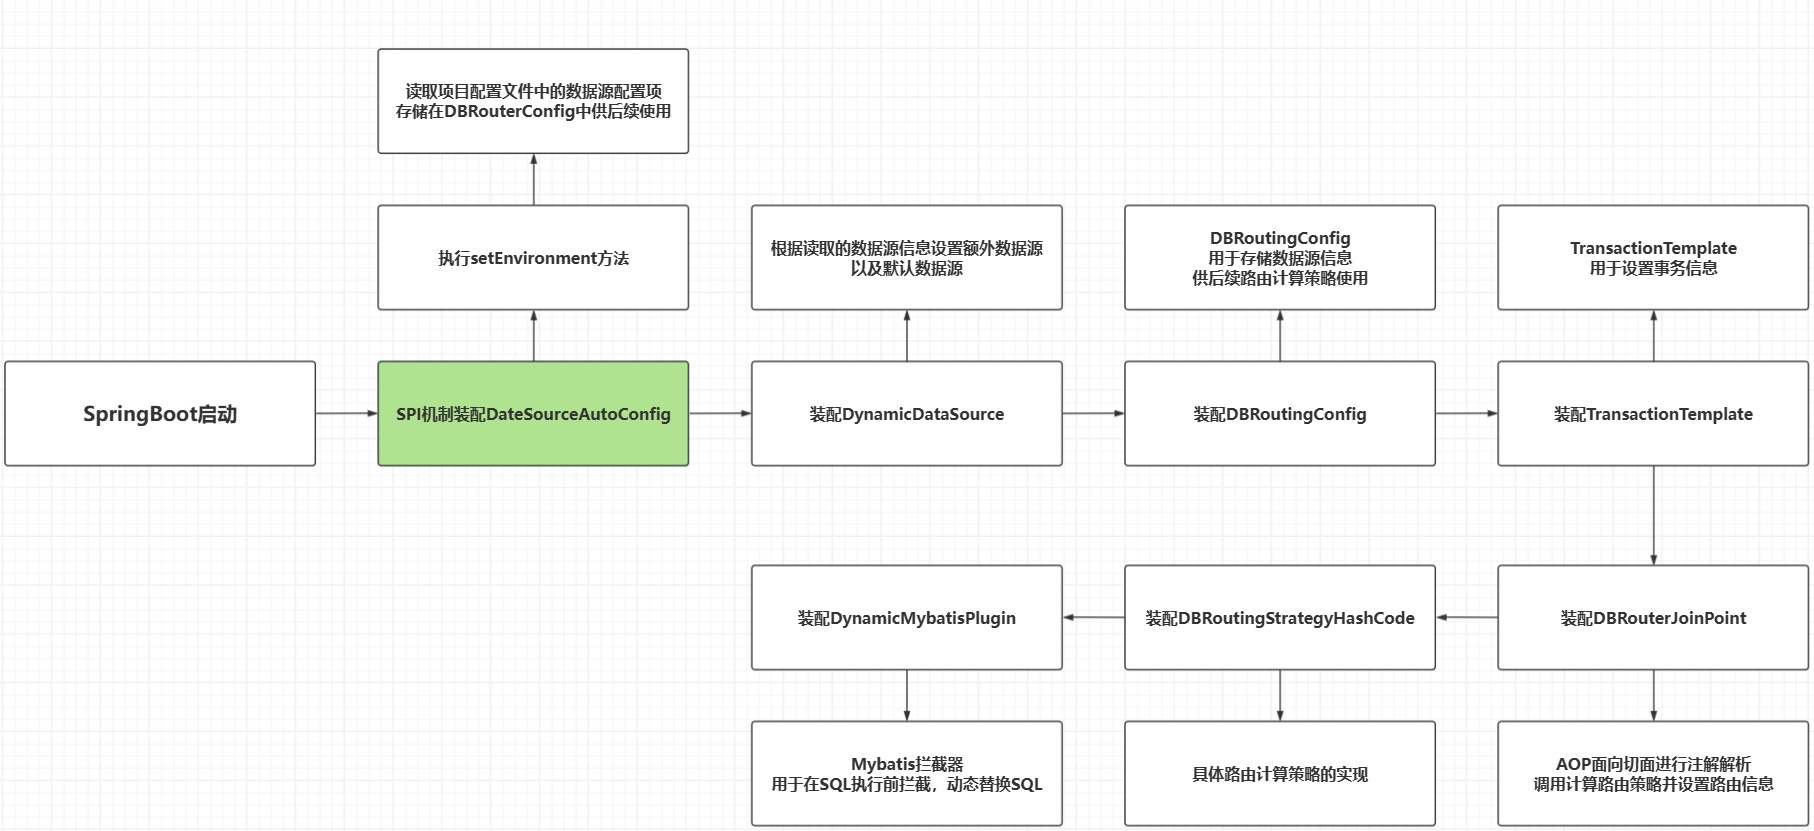 读取项目配置文件中的数据源配置项
存储在DBRouterConfig中供后续使用
执行setEnvironment方法
根据读取的数据源信息设置额外数据源
以及默认数据源
DBRoutingConfig
用于存储数据源信息
供后续路由计算策略使用
TransactionTemplate
用于设置事务信息
SpringBoot启动
SPI机制装配DateSourceAutoConfig
装配DynamicDataSource
装配DBRoutingConfig
装配TransactionTemplate
装配DynamicMybatisPlugin
装配DBRoutingStrategyHashCode
装配DBRouterJoinPoint
Mybatis拦截器
用于在SQL执行前拦截，动态替换SQL
具体路由计算策略的实现
AOP面向切面进行注解解析
调用计算路由策略并设置路由信息